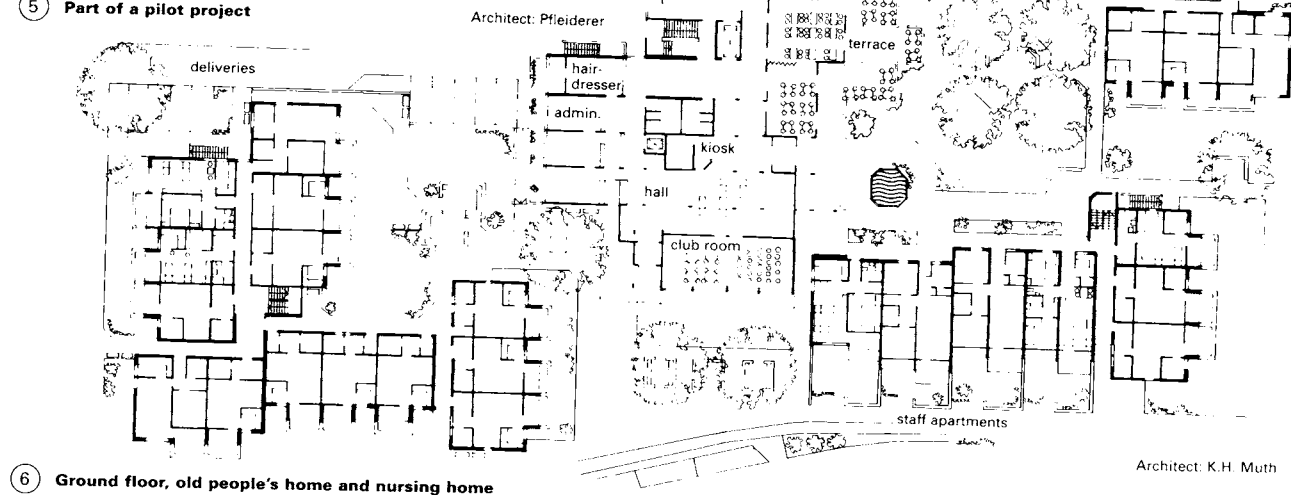 5 Part of a pilot project
Architect: Pfleiderer
deliveries
terrace
hair-
dresser
admin.
kiosk
hall
club room
staff apartments
Architect: K.H. Muth
6 Ground floor, old people's home and nursing home